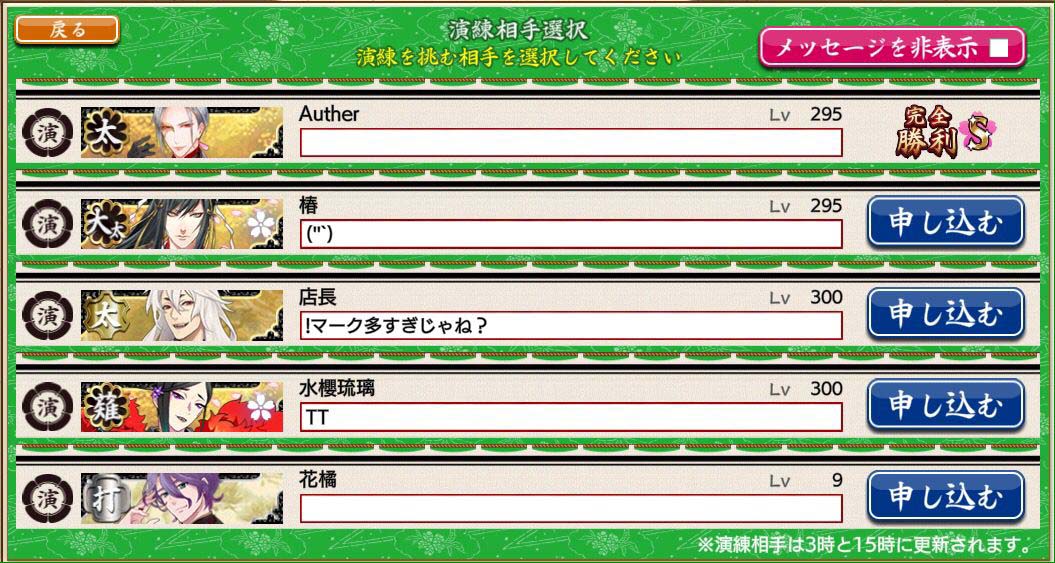 戻る
演練相手選択
演練を挑む相手を選択してください
メッセージを非表示
演
太
Auther
Lv 295
完全
勝利 S
演
大太
椿
Lv 295
("`)
申し込む
演
太
店長
Lv 300
!マーク多すぎじゃね？
申し込む
演
薙
水櫻琉璃
Lv 300
TT
申し込む
演
打
花橘
Lv 9
申し込む
※演練相手は3時と15時に更新されます。